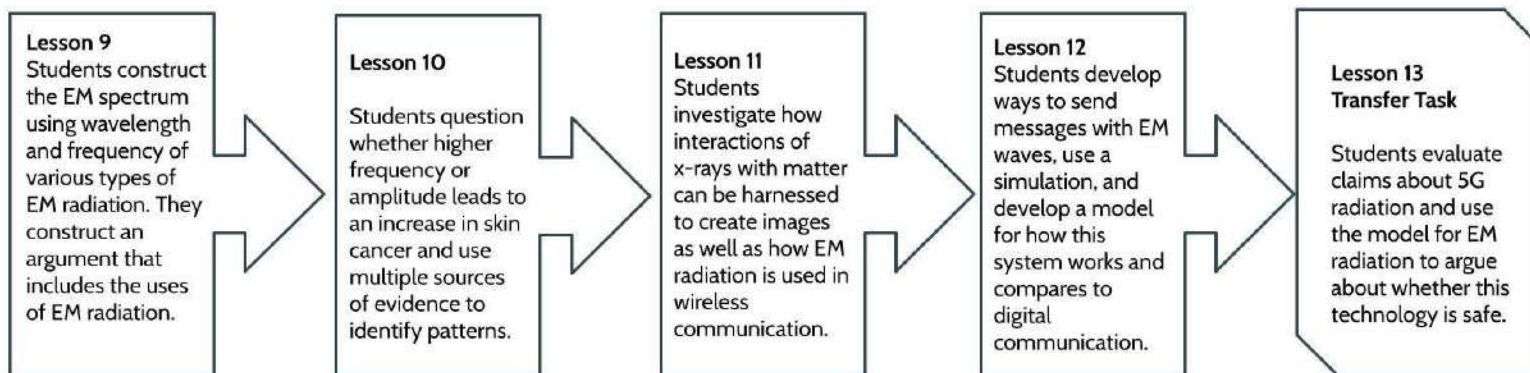 Lesson 9
Students construct
the EM spectrum
using wavelength
and frequency of
various types of
EM radiation. They
construct an
argument that
includes the uses
of EM radiation.
Lesson 10
Students question
whether higher
frequency or
amplitude leads to
an increase in skin
cancer and use
multiple sources
of evidence to
identify patterns.
Lesson 11
Students
investigate how
interactions of
x-rays with matter
can be harnessed
to create images
as well as how EM
radiation is used in
wireless
communication.
Lesson 12
Students develop
ways to send
messages with EM
waves, use a
simulation, and
develop a model
for how this
system works and
compares to
digital
communication.
Lesson 13
Transfer Task
Students evaluate
claims about 5G
radiation and use
the model for EM
radiation to argue
about whether this
technology is safe.